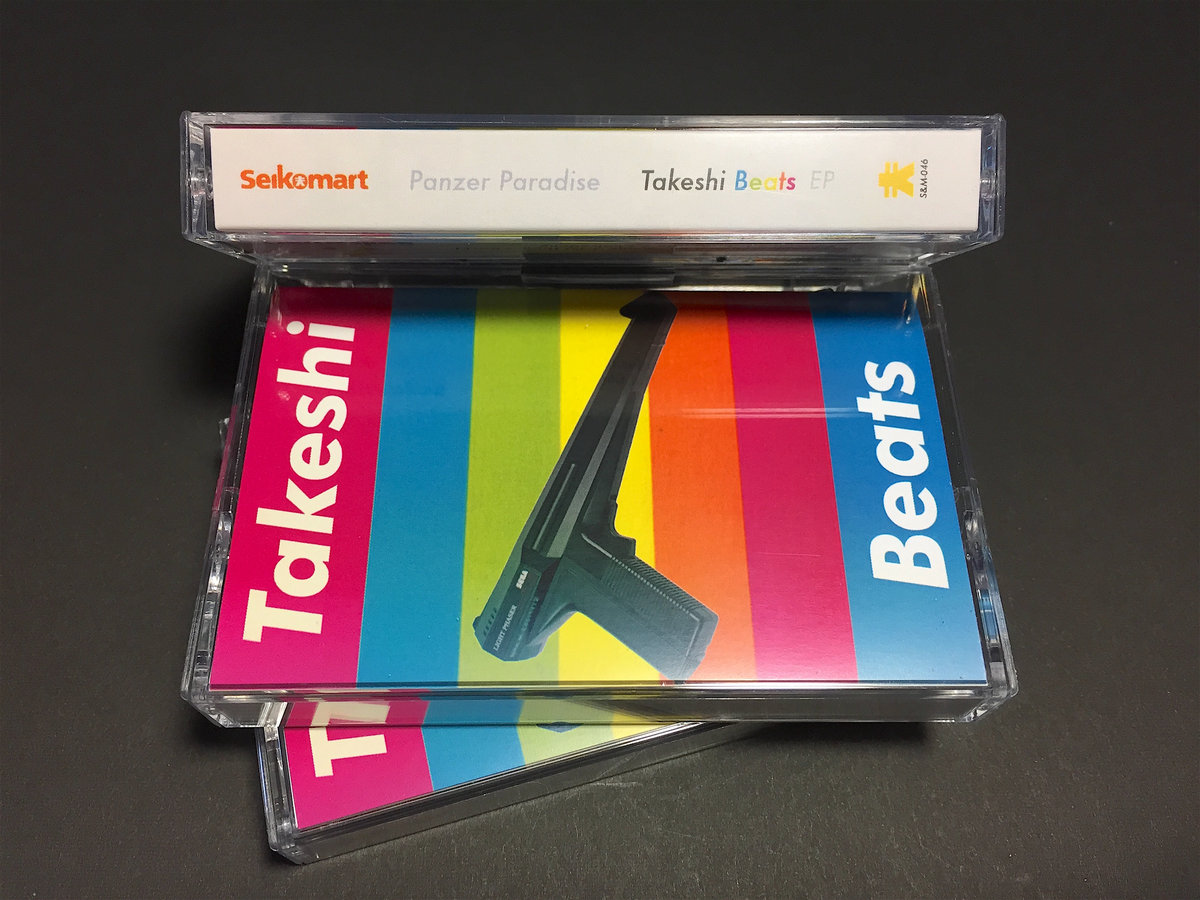 Seikomart Panzer Paradise Takeshi Beats EP
S&M-046
Takeshi
Beats
SEGA
LIGHT PHASER
T